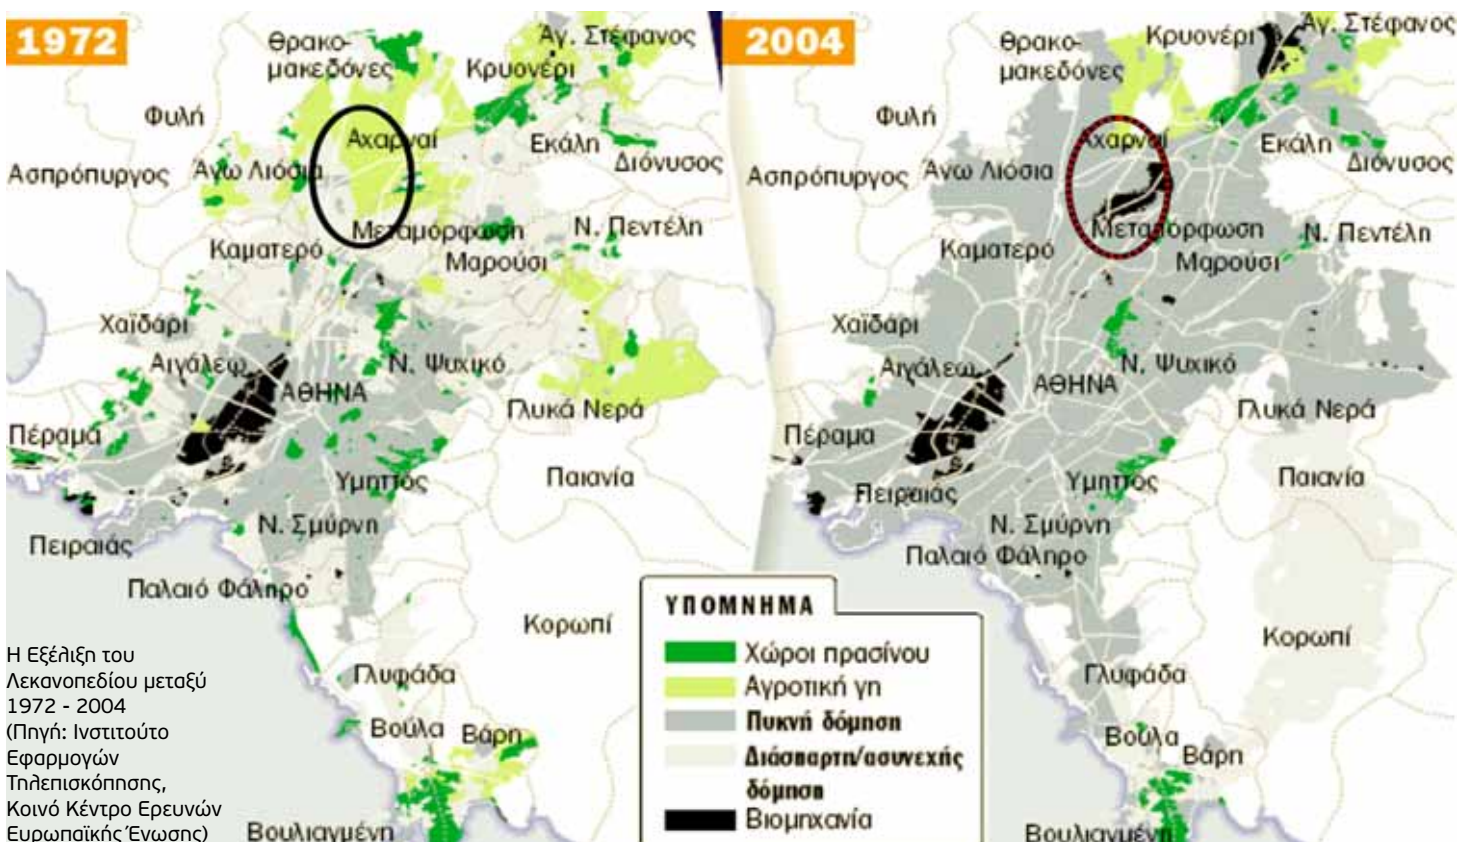 1972
Θρακο-
μακεδόνες
Κρυονέρι
Άγ. Στέφανος
Φυλή
Αχαρναί
Εκάλη
Διόνυσος
Ασπρόπυργος
Άνω Λιόσια
Μεταμόρφωση
Ν. Πεντέλη
Καματερό
Μαρούσι
Χαϊδάρι
Αιγάλεω
Ν. Ψυχικό
ΑΘΗΝΑ
Γλυκά Νερά
Πέραμα
Υμηττός
Παιανία
Ν. Σμύρνη
Πειραιάς
Παλαιό Φάληρο
Κορωπί
Γλυφάδα
Βούλα
Βάρη
Βουλιαγμένη
Η Εξέλιξη του
Λεκανοπεδίου μεταξύ
1972 - 2004
(Πηγή: Ινστιτούτο
Εφαρμογών
Τηλεπισκόπησης,
Κοινό Κέντρο Ερευνών
Ευρωπαϊκής Ένωσης)
2004
Θρακο-
μακεδόνες
Κρυονέρι
Άγ. Στέφανος
Φυλή
Αχαρναί
Εκάλη
Διόνυσος
Ασπρόπυργος
Άνω Λιόσια
Μεταμόρφωση
Ν. Πεντέλη
Καματερό
Μαρούσι
Χαϊδάρι
Αιγάλεω
Ν. Ψυχικό
ΑΘΗΝΑ
Γλυκά Νερά
Πέραμα
Παιανία
Πειραιάς
Υμηττός
Ν. Σμύρνη
Παλαιό Φάληρο
Κορωπί
Γλυφάδα
Βούλα
Βάρη
Βουλιαγμένη
ΥΠΟΜΝΗΜΑ
Χώροι πρασίνου
Αγροτική γη
Πυκνή δόμηση
Διάσπαρτη/ασυνεχής
δόμηση
Βιομηχανία